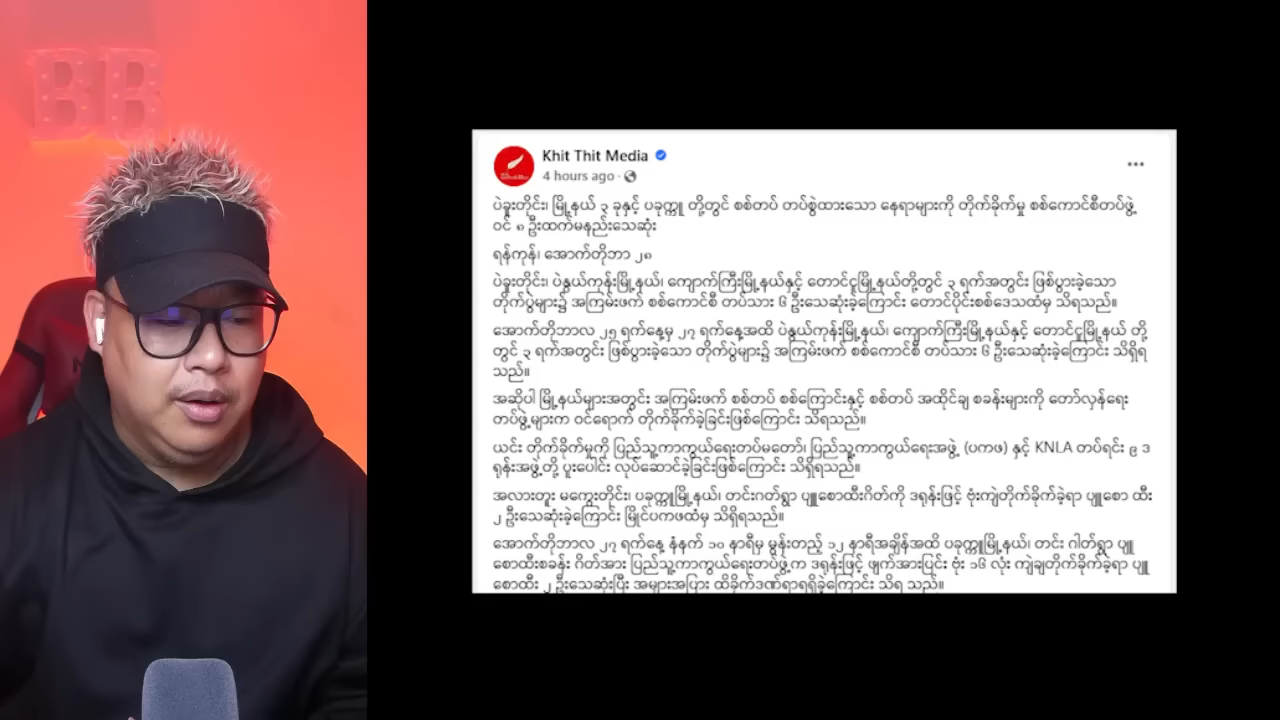 BB
Khit Thit Media
4 hours ago
ပဲခူးတိုင်း၊ မြို့နယ် ၃ ခုနှင့် ပခုက္ကူ တို့တွင် စစ်တပ် တပ်စွဲထားသော နေရာများကို တိုက်ခိုက်မှု စစ်ကောင်စီတပ်ဖွဲ့
ဝင် ၈ ဦးထက်မနည်းသေဆုံး
ရန်ကုန်၊ အောက်တိုဘာ ၂၈
ပဲခူးတိုင်း၊ ပဲနွယ်ကုန်းမြို့နယ်၊ ကျောက်ကြီးမြို့နယ်နှင့် တောင်ငူမြို့နယ်တို့တွင် ၃ ရက်အတွင်း ဖြစ်ပွားခဲ့သော
တိုက်ပွဲများ၌ အကြမ်းဖက် စစ်ကောင်စီ တပ်သား ၆ ဦးသေဆုံးခဲ့ကြောင်း တောင်ပိုင်းစစ်ဒေသထံမှ သိရသည်။
အောက်တိုဘာလ ၂၅ ရက်နေ့မှ ၂၇ ရက်နေ့အထိ ပဲနွယ်ကုန်းမြို့နယ်၊ ကျောက်ကြီးမြို့နယ်နှင့် တောင်ငူမြို့နယ် တို့
တွင် ၃ ရက်အတွင်း ဖြစ်ပွားခဲ့သော တိုက်ပွဲများ၌ အကြမ်းဖက် စစ်ကောင်စီ တပ်သား ၆ ဦးသေဆုံးခဲ့ကြောင်း သိရှိရ
သည်။
အဆိုပါ မြို့နယ်များအတွင်း အကြမ်းဖက် စစ်တပ် စစ်ကြောင်းနှင့် စစ်တပ် အထိုင်ချ စခန်းများကို တော်လှန်ရေး
တပ်ဖွဲ့များက ဝင်ရောက် တိုက်ခိုက်ခဲ့ခြင်းဖြစ်ကြောင်း သိရသည်။
ယင်း တိုက်ခိုက်မှုကို ပြည်သူ့ကာကွယ်ရေးတပ်မတော်၊ ပြည်သူ့ကာကွယ်ရေးအဖွဲ့ (ပကဖ) နှင့် KNLA တပ်ရင်း ၉ ဒ
ရုန်းအဖွဲ့တို့ ပူးပေါင်း လုပ်ဆောင်ခဲ့ခြင်းဖြစ်ကြောင်း သိရှိရသည်။
အလားတူး မကွေးတိုင်း၊ ပခုက္ကူမြို့နယ်၊ တင်းဂတ်ရွာ ပျူစောထီးဂိတ်ကို ဒရုန်းဖြင့် ဗုံးကျဲတိုက်ခိုက်ခဲ့ရာ ပျူစော ထီး
၂ ဦးသေဆုံးခဲ့ကြောင်း မြိုင်ပကဖထံမှ သိရှိရသည်။
အောက်တိုဘာလ ၂၇ ရက်နေ့ နံနက် ၁၀ နာရီမှ မွန်းတည့် ၁၂ နာရီအချိန်အထိ ပခုက္ကူမြို့နယ်၊ တင်း ဂါတ်ရွာ ပျူ
စောထီးစခန်း ဂိတ်အား ပြည်သူ့ကာကွယ်ရေးတပ်ဖွဲ့က ဒရုန်းဖြင့် ဖျက်အားပြင်း ဗုံး ၁၆ လုံး ကျဲချတိုက်ခိုက်ခဲ့ရာ ပျူ
စောထီး ၂ ဦးသေဆုံးပြီး အများအပြား ထိခိုက်ဒဏ်ရာရရှိခဲ့ကြောင်း သိရ သည်။